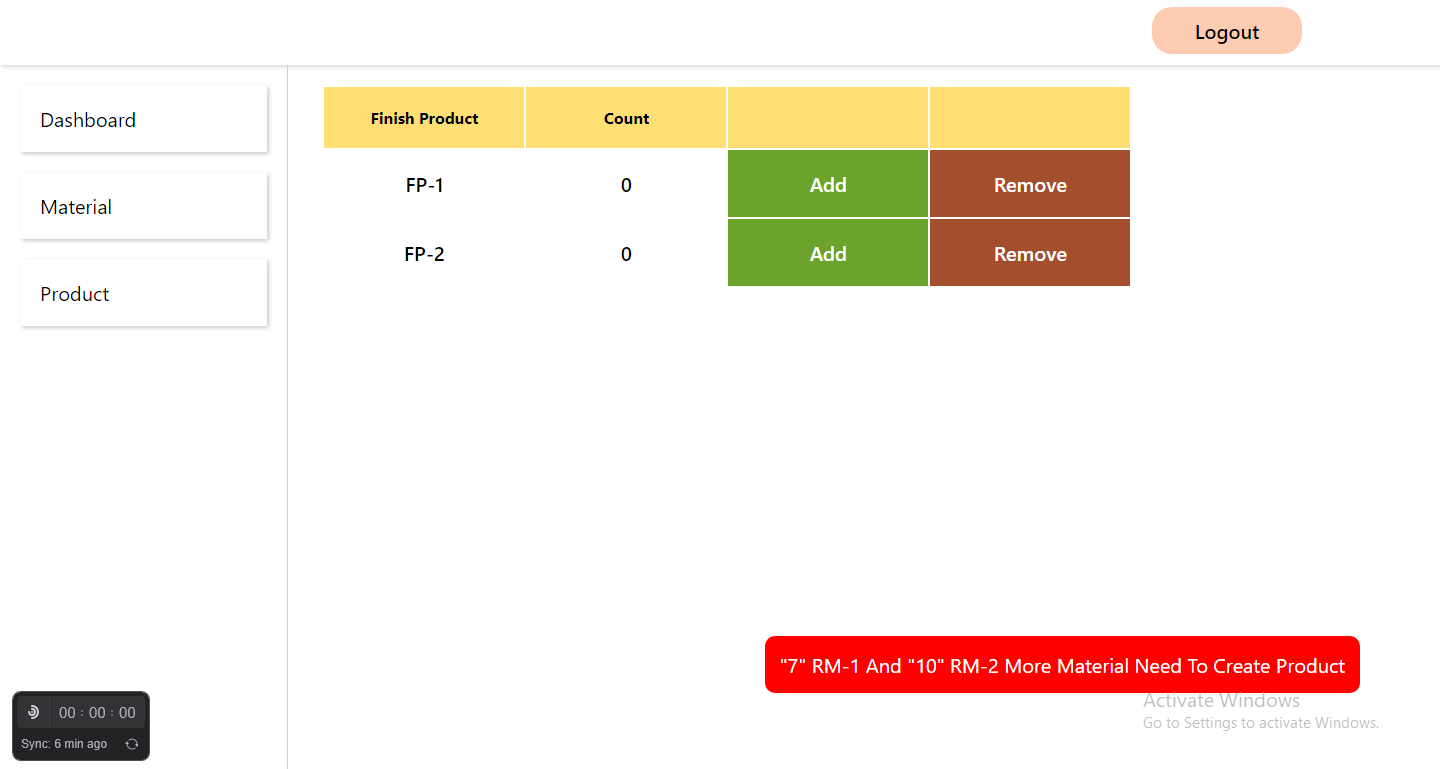 Logout
Dashboard
Material
Product
Finish Product Count
FP-1 0 Add Remove
FP-2 0 Add Remove
"7" RM-1 And "10" RM-2 More Material Need To Create Product
Activate Windows
Go to Settings to activate Windows.
00 : 00 : 00
Sync: 6 min ago